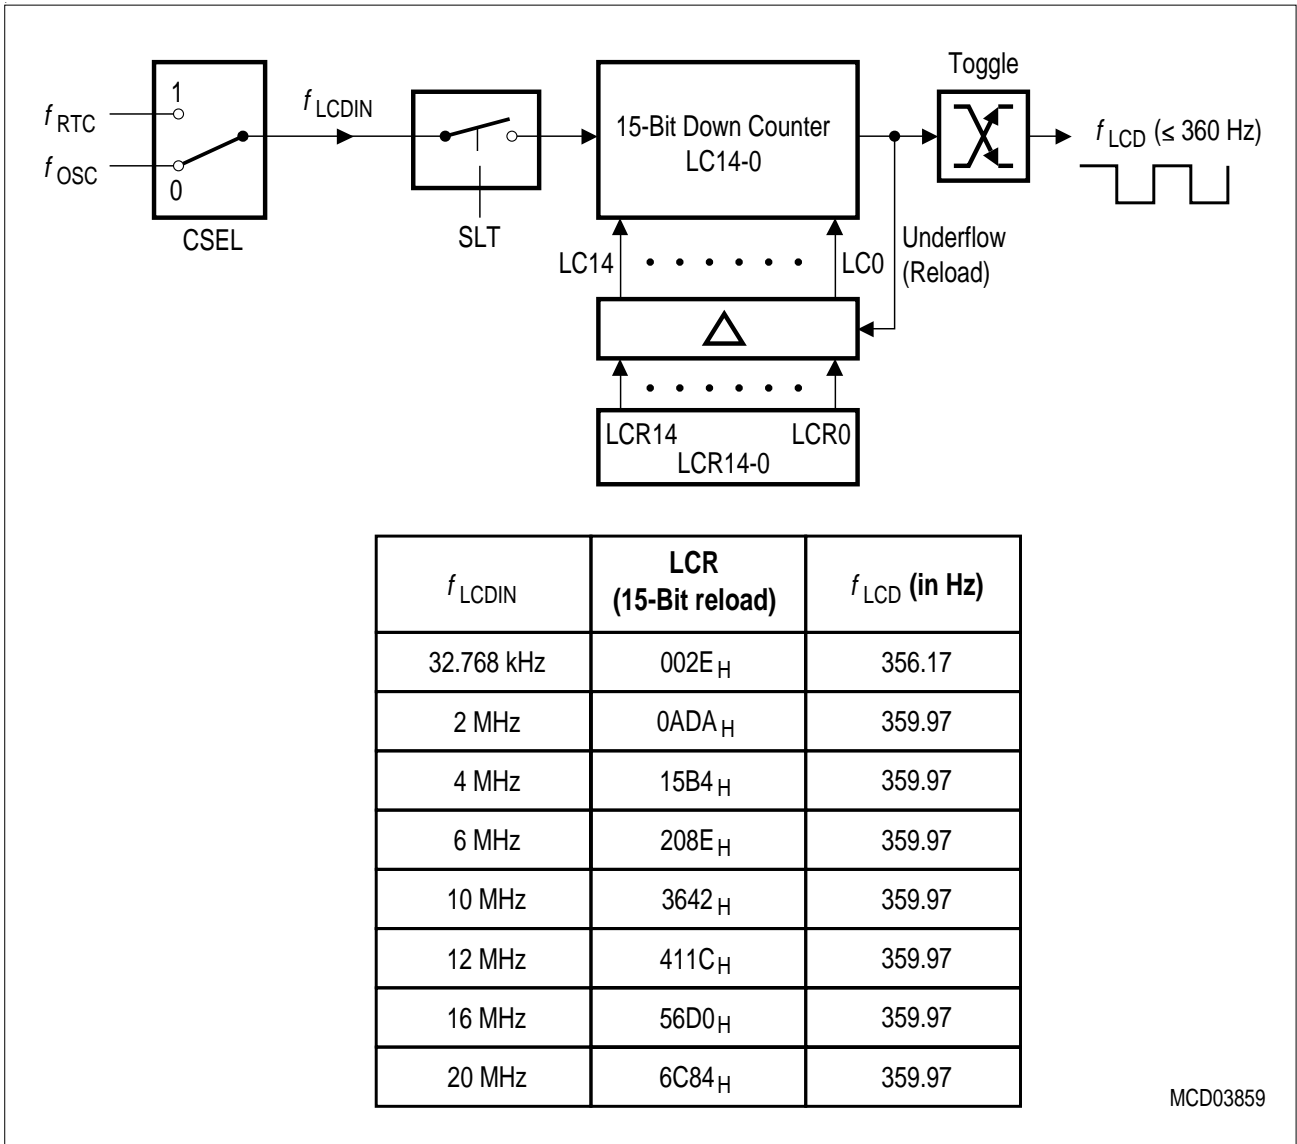 Toggle
1
f RTC
f LCDIN
15-Bit Down Counter
LC14-0
f LCD (≤ 360 Hz)
f OSC
0
CSEL
SLT
Underflow
(Reload)
LC14
LC0
LCR14
LCR0
LCR14-0
f LCDIN LCR (15-Bit reload) f LCD (in Hz)
32.768 kHz 002E H 356.17
2 MHz 0ADA H 359.97
4 MHz 15B4 H 359.97
6 MHz 208E H 359.97
10 MHz 3642 H 359.97
12 MHz 411C H 359.97
16 MHz 56D0 H 359.97
20 MHz 6C84 H 359.97
MCD03859